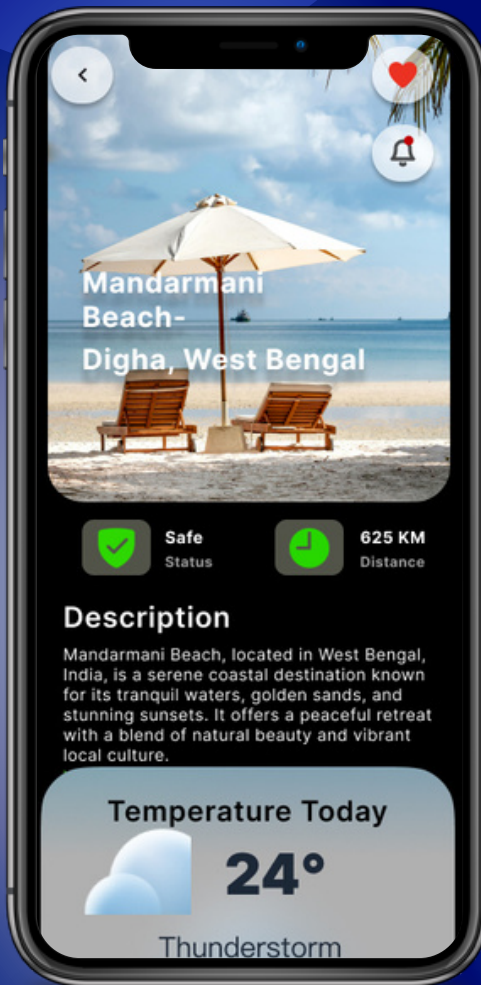 Mandarmani
Beach-
Digha, West Bengal
Safe
Status
625 KM
Distance
Description
Mandarmani Beach, located in West Bengal,
India, is a serene coastal destination known
for its tranquil waters, golden sands, and
stunning sunsets. It offers a peaceful retreat
with a blend of natural beauty and vibrant
local culture.
Temperature Today
24°
Thunderstorm